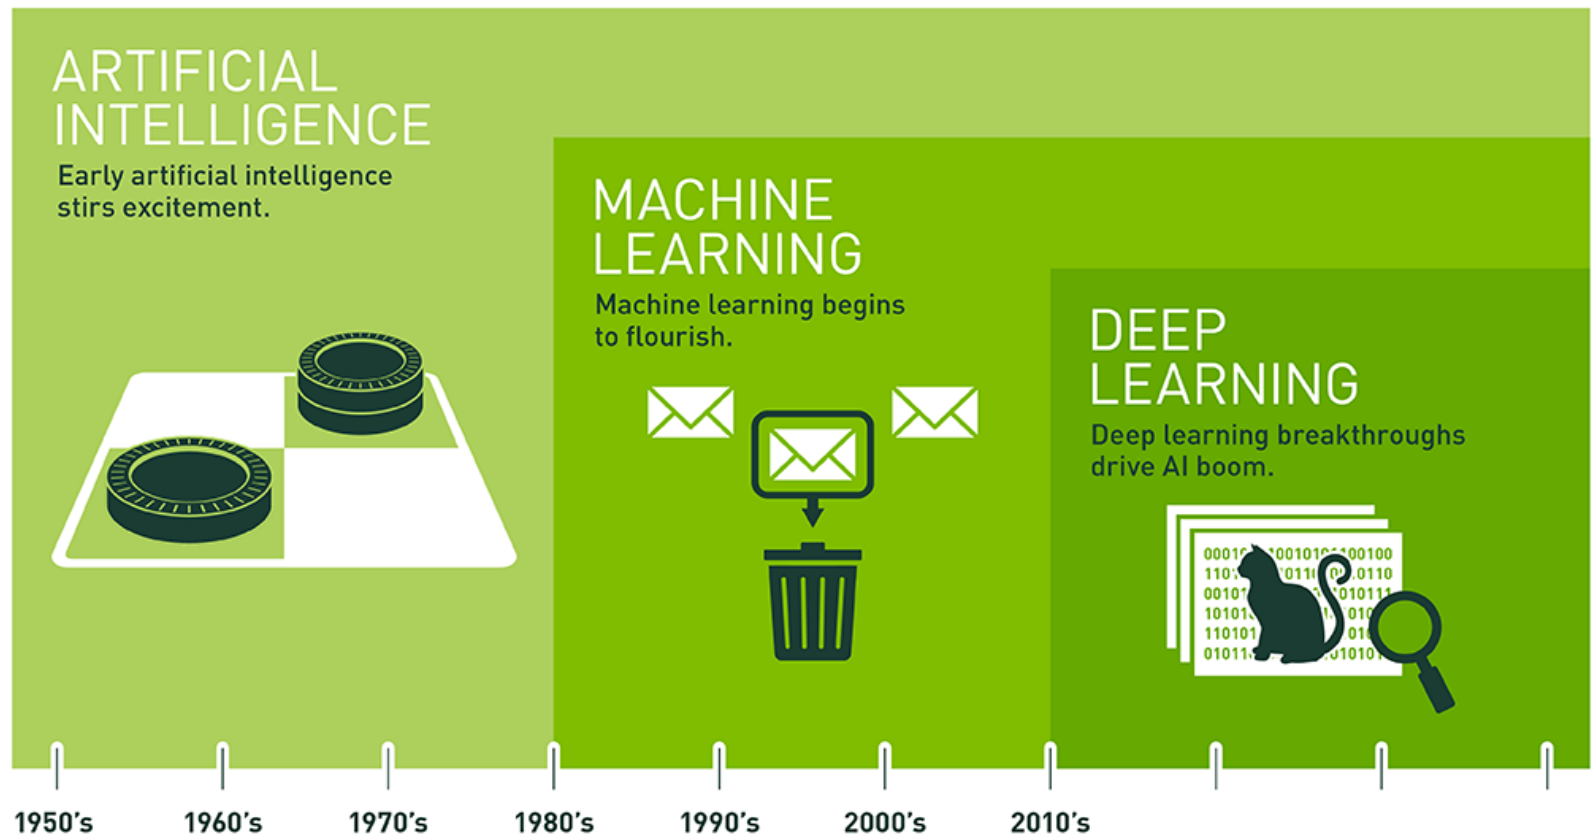 ARTIFICIAL
INTELLIGENCE
Early artificial intelligence
stirs excitement.
MACHINE
LEARNING
Machine learning begins
to flourish.
DEEP
LEARNING
Deep learning breakthroughs
drive AI boom.
1950's
1960's
1970's
1980's
1990's
2000's
2010's